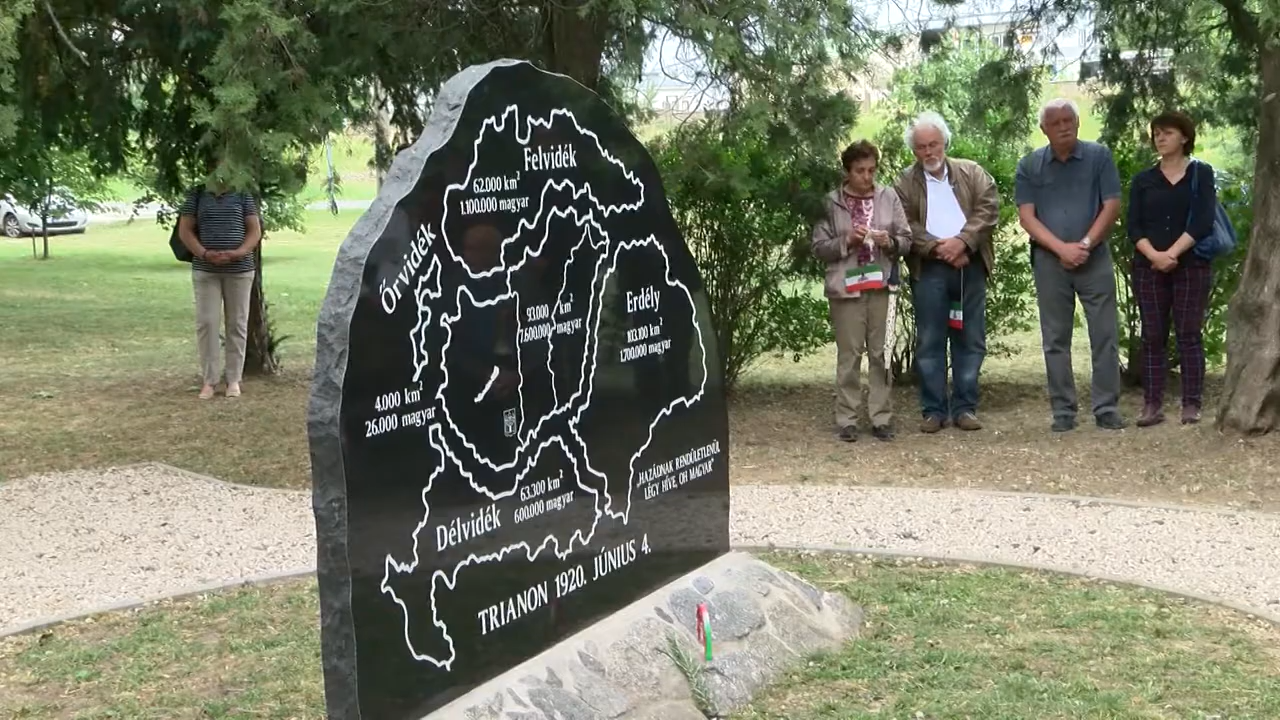 Felvidék
62.000 km²
1.100.000 magyar
Őrvidék
93.000 km²
7.600.000 magyar
Erdély
103.100 km²
1.700.000 magyar
4.000 km²
26.000 magyar
„HAZÁDNAK RENDÜLETLENÜL
LÉGY HÍVE, OH MAGYAR"
63.300 km²
600.000 magyar
Délvidék
TRIANON 1920. JÚNIUS 4.